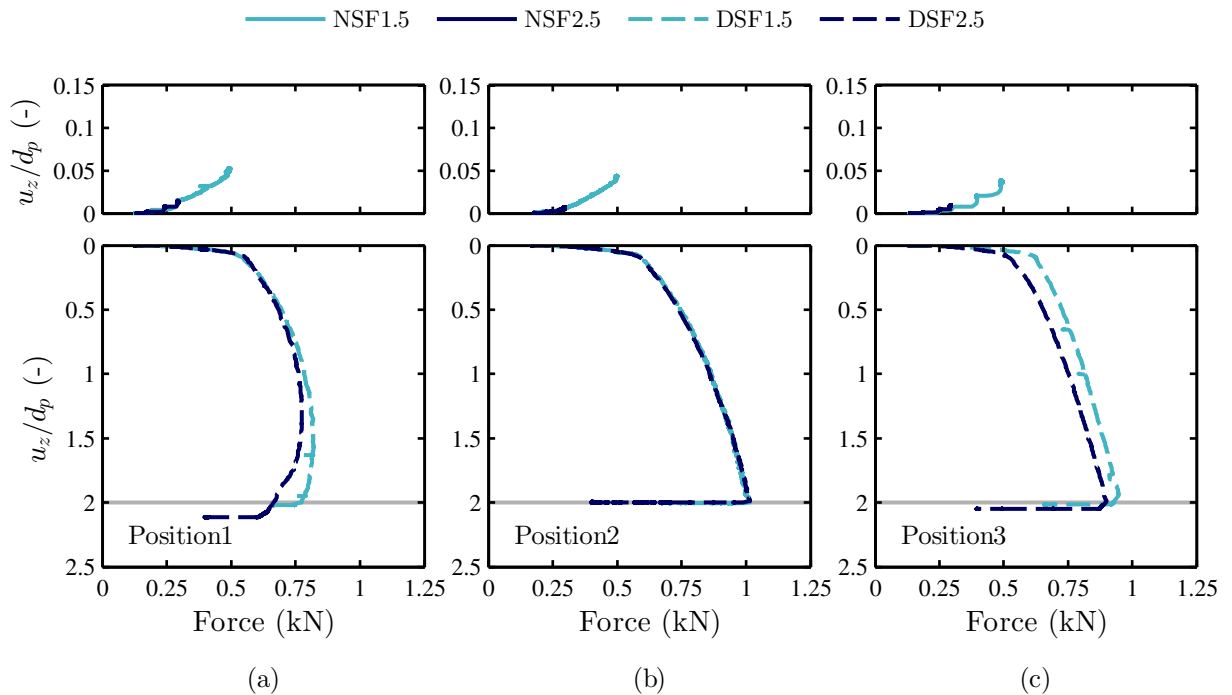 NSF1.5 NSF2.5 DSF1.5 DSF2.5
0.15 0.15 0.15
0.1 0.1 0.1
0.05 0.05 0.05
0 0 0
u_z/d_p (-)
0 0 0
0.5 0.5 0.5
1 1 1
1.5 1.5 1.5
2 2 2
2.5 2.5 2.5
u_z/d_p (-)
Position1 Position2 Position3
0 0.25 0.5 0.75 1 1.25 0 0.25 0.5 0.75 1 1.25 0 0.25 0.5 0.75 1 1.25
Force (kN) Force (kN) Force (kN)
(a) (b) (c)